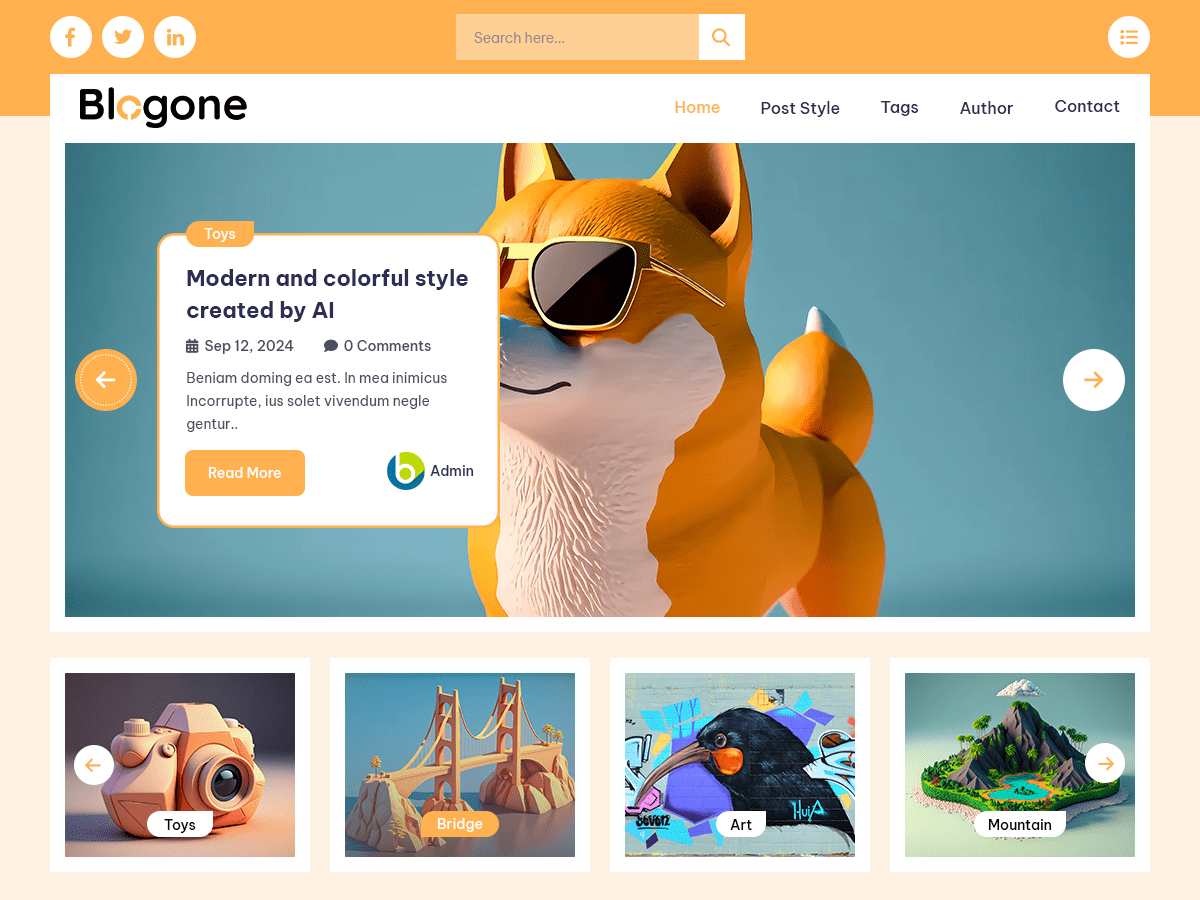 Search here...
Blogone
Home
Post Style
Tags
Author
Contact
Toys
Modern and colorful style
created by AI
Sep 12, 2024
0 Comments
Beniam doming ea est. In mea inimicus
Incorrupte, ius solet vivendum negle
gentur..
Read More
Admin
Toys
Bridge
Art
Mountain
HuiA